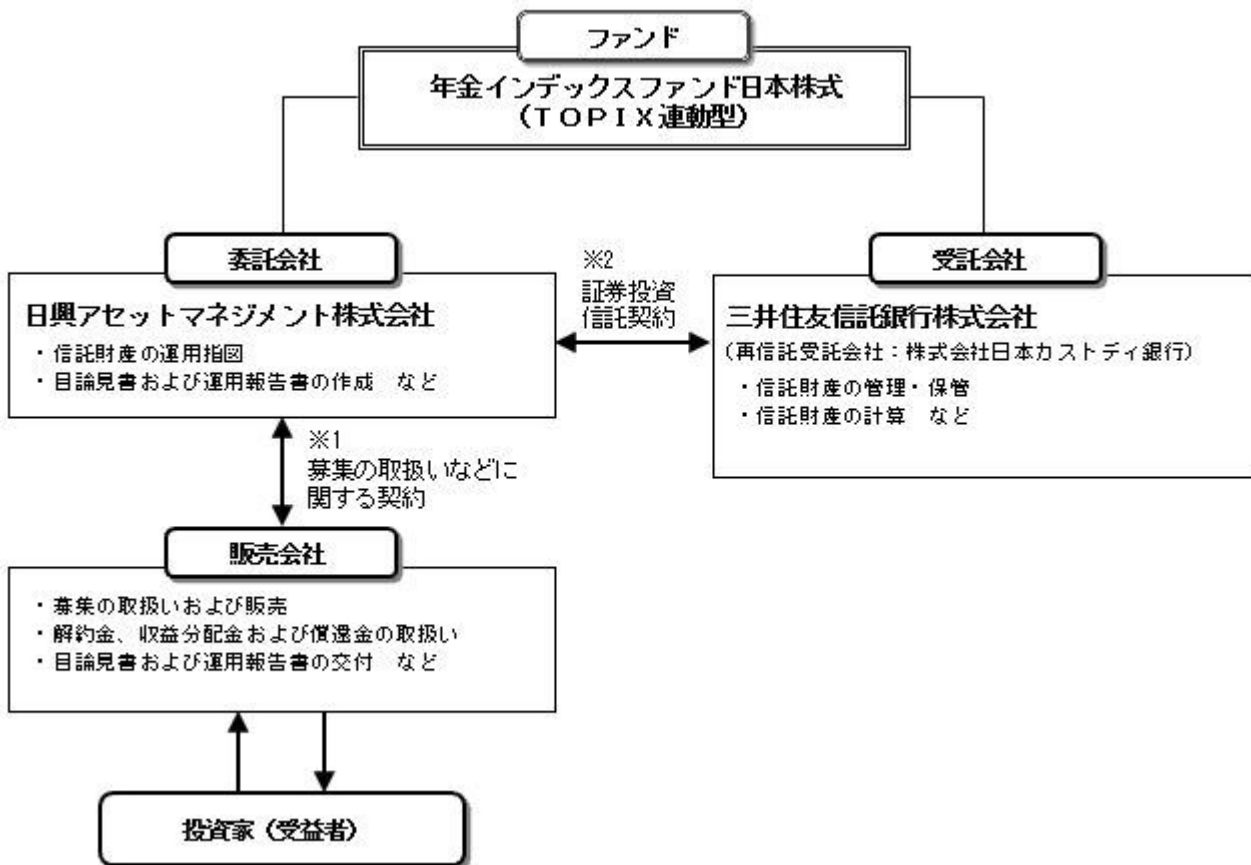 ファンド
年金インデックスファンド日本株式
(TOPIX連動型)
委託会社
日興アセットマネジメント株式会社
・信託財産の運用指図
・目論見書および運用報告書の作成　など
※2
証券投資
信託契約
受託会社
三井住友信託銀行株式会社
(再信託受託会社:株式会社日本カストディ銀行)
・信託財産の管理・保管
・信託財産の計算　など
※1
募集の取扱いなどに
関する契約
販売会社
・募集の取扱いおよび販売
・解約金、収益分配金および償還金の取扱い
・目論見書および運用報告書の交付　など
投資家(受益者)